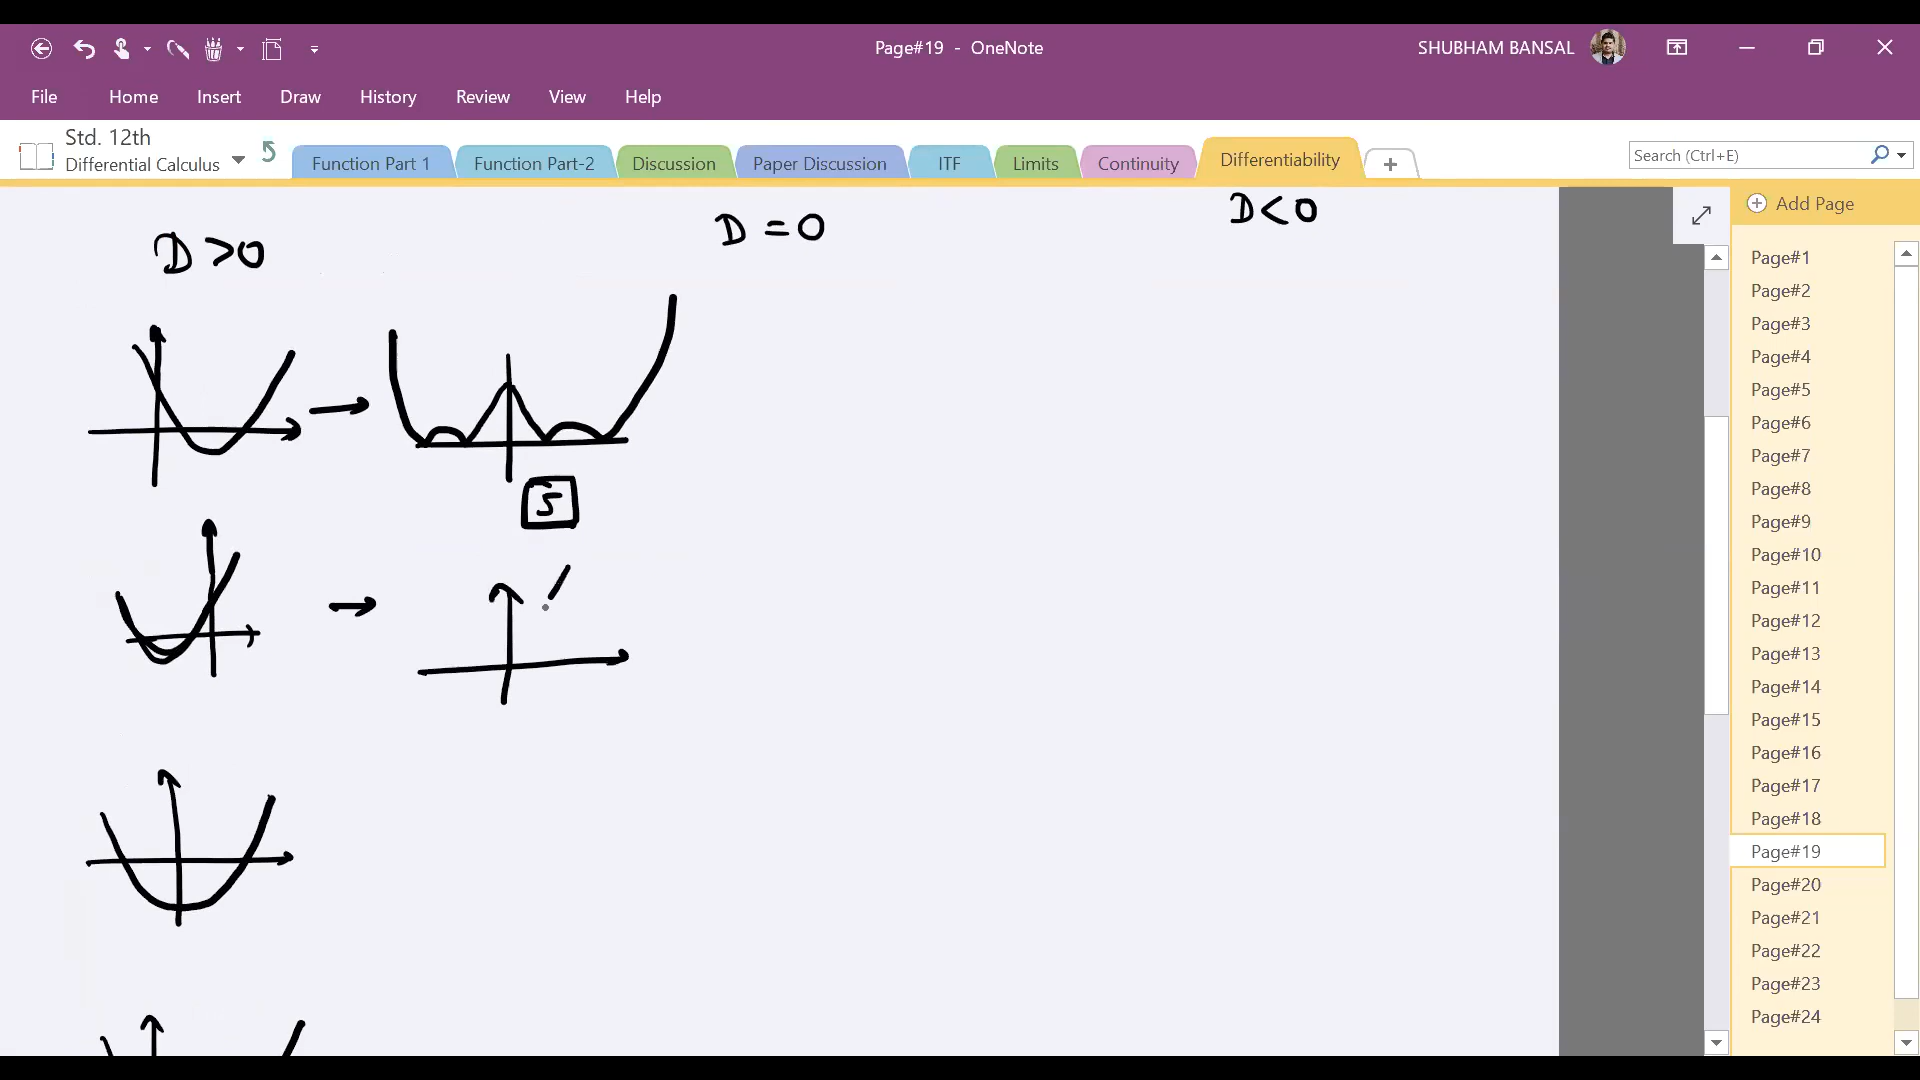 Page#19 - OneNote
SHUBHAM BANSAL
File Home Insert Draw History Review View Help
Std. 12th
Differential Calculus
Function Part 1
Function Part-2
Discussion
Paper Discussion
ITF
Limits
Continuity
Differentiability
Search (Ctrl+E)
D >0
D = 0
D < 0
5
Add Page
Page#1
Page#2
Page#3
Page#4
Page#5
Page#6
Page#7
Page#8
Page#9
Page#10
Page#11
Page#12
Page#13
Page#14
Page#15
Page#16
Page#17
Page#18
Page#19
Page#20
Page#21
Page#22
Page#23
Page#24